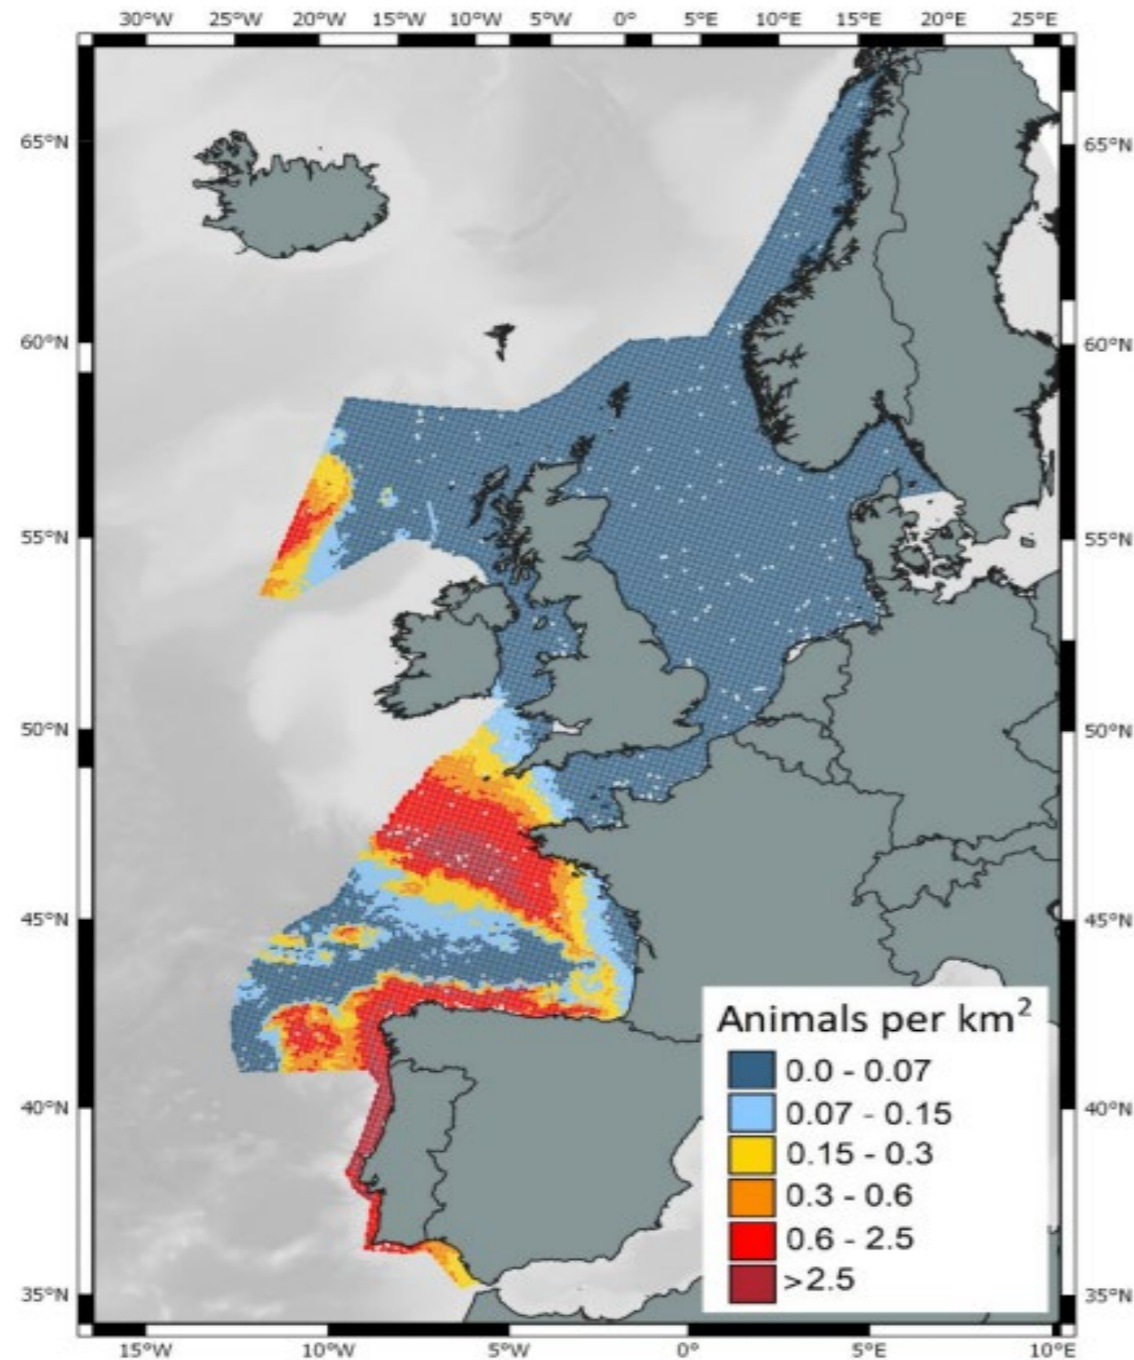 30°W 25°W 20°W 15°W 10°W 5°W 0° 5°E 10°E 15°E 20°E 25°E
65°N 65°N
60°N 60°N
55°N 55°N
50°N 50°N
45°N 45°N
Animals per km²
0.0 - 0.07
0.07 - 0.15
40°N 40°N
0.15 - 0.3
0.3 - 0.6
0.6 - 2.5
>2.5
35°N 35°N
15°W 10°W 5°W 0° 5°E 10°E